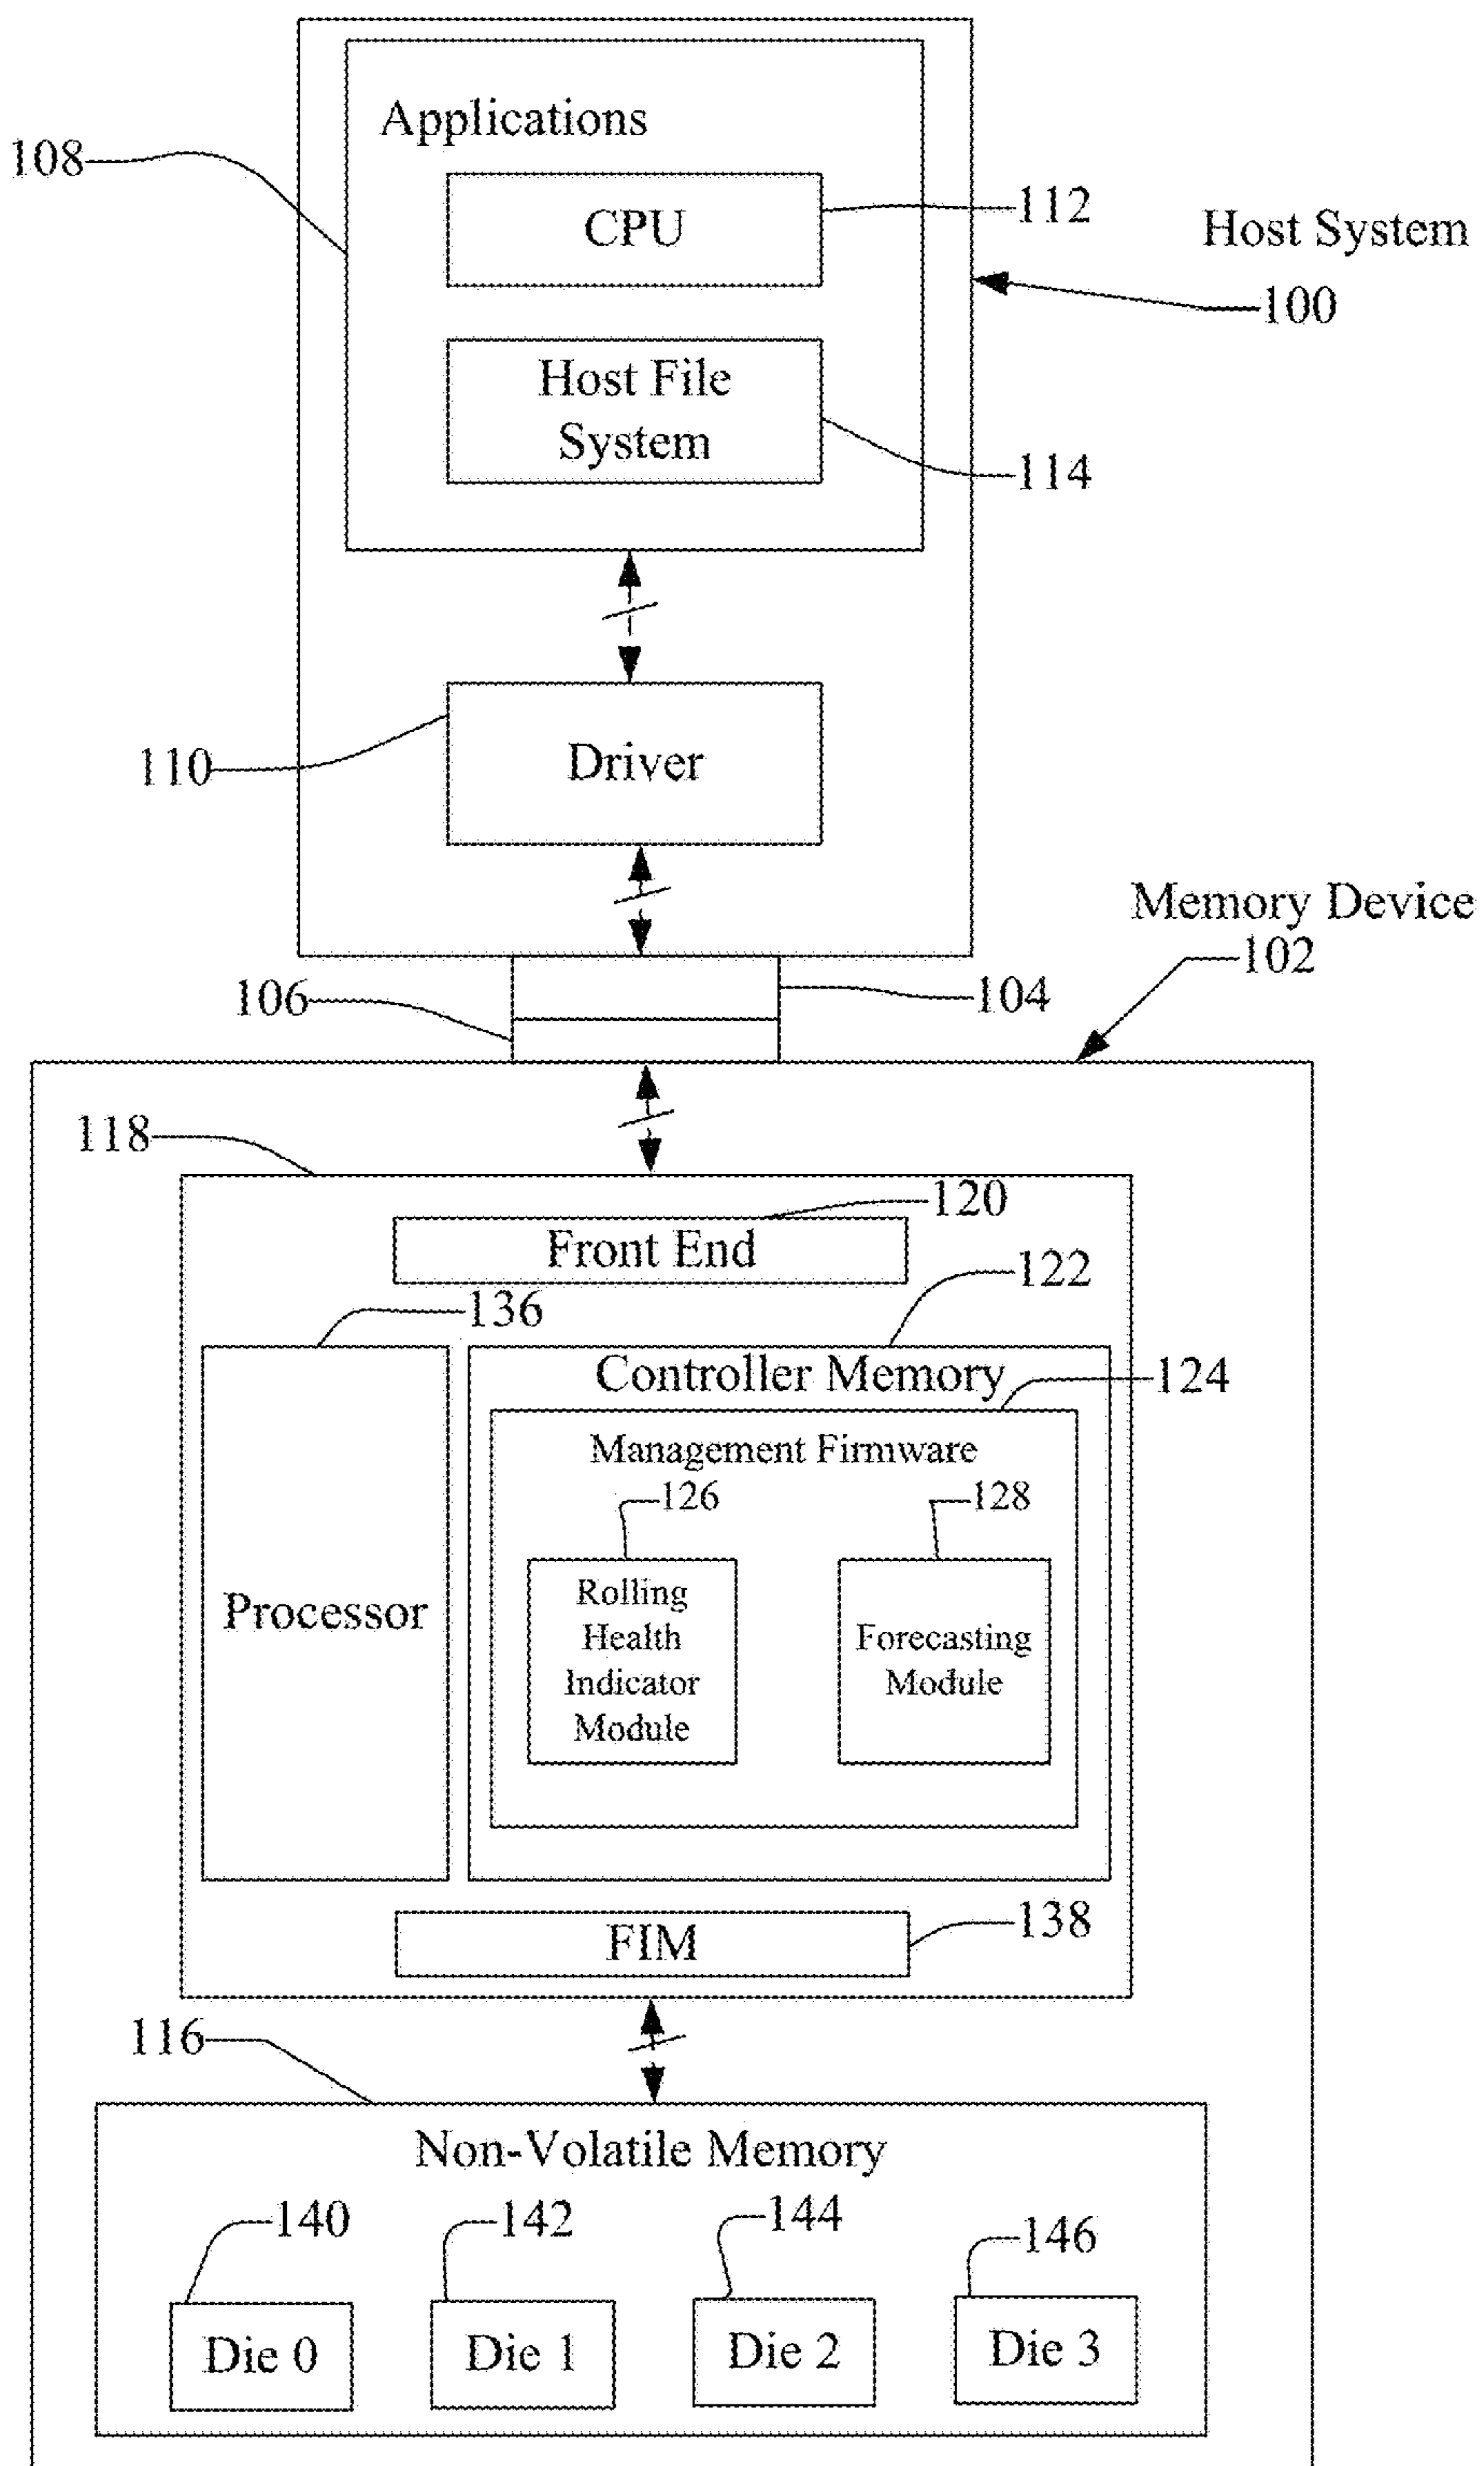 Applications
108
CPU
112
Host System
100
Host File
System
114
110
Driver
Memory Device
102
106
104
118
120
Front End
122
136
Controller Memory
124
Management Firmware
126
128
Rolling
Health
Indicator
Module
Forecasting
Module
Processor
138
FIM
116
Non-Volatile Memory
140
142
144
146
Die 0
Die 1
Die 2
Die 3